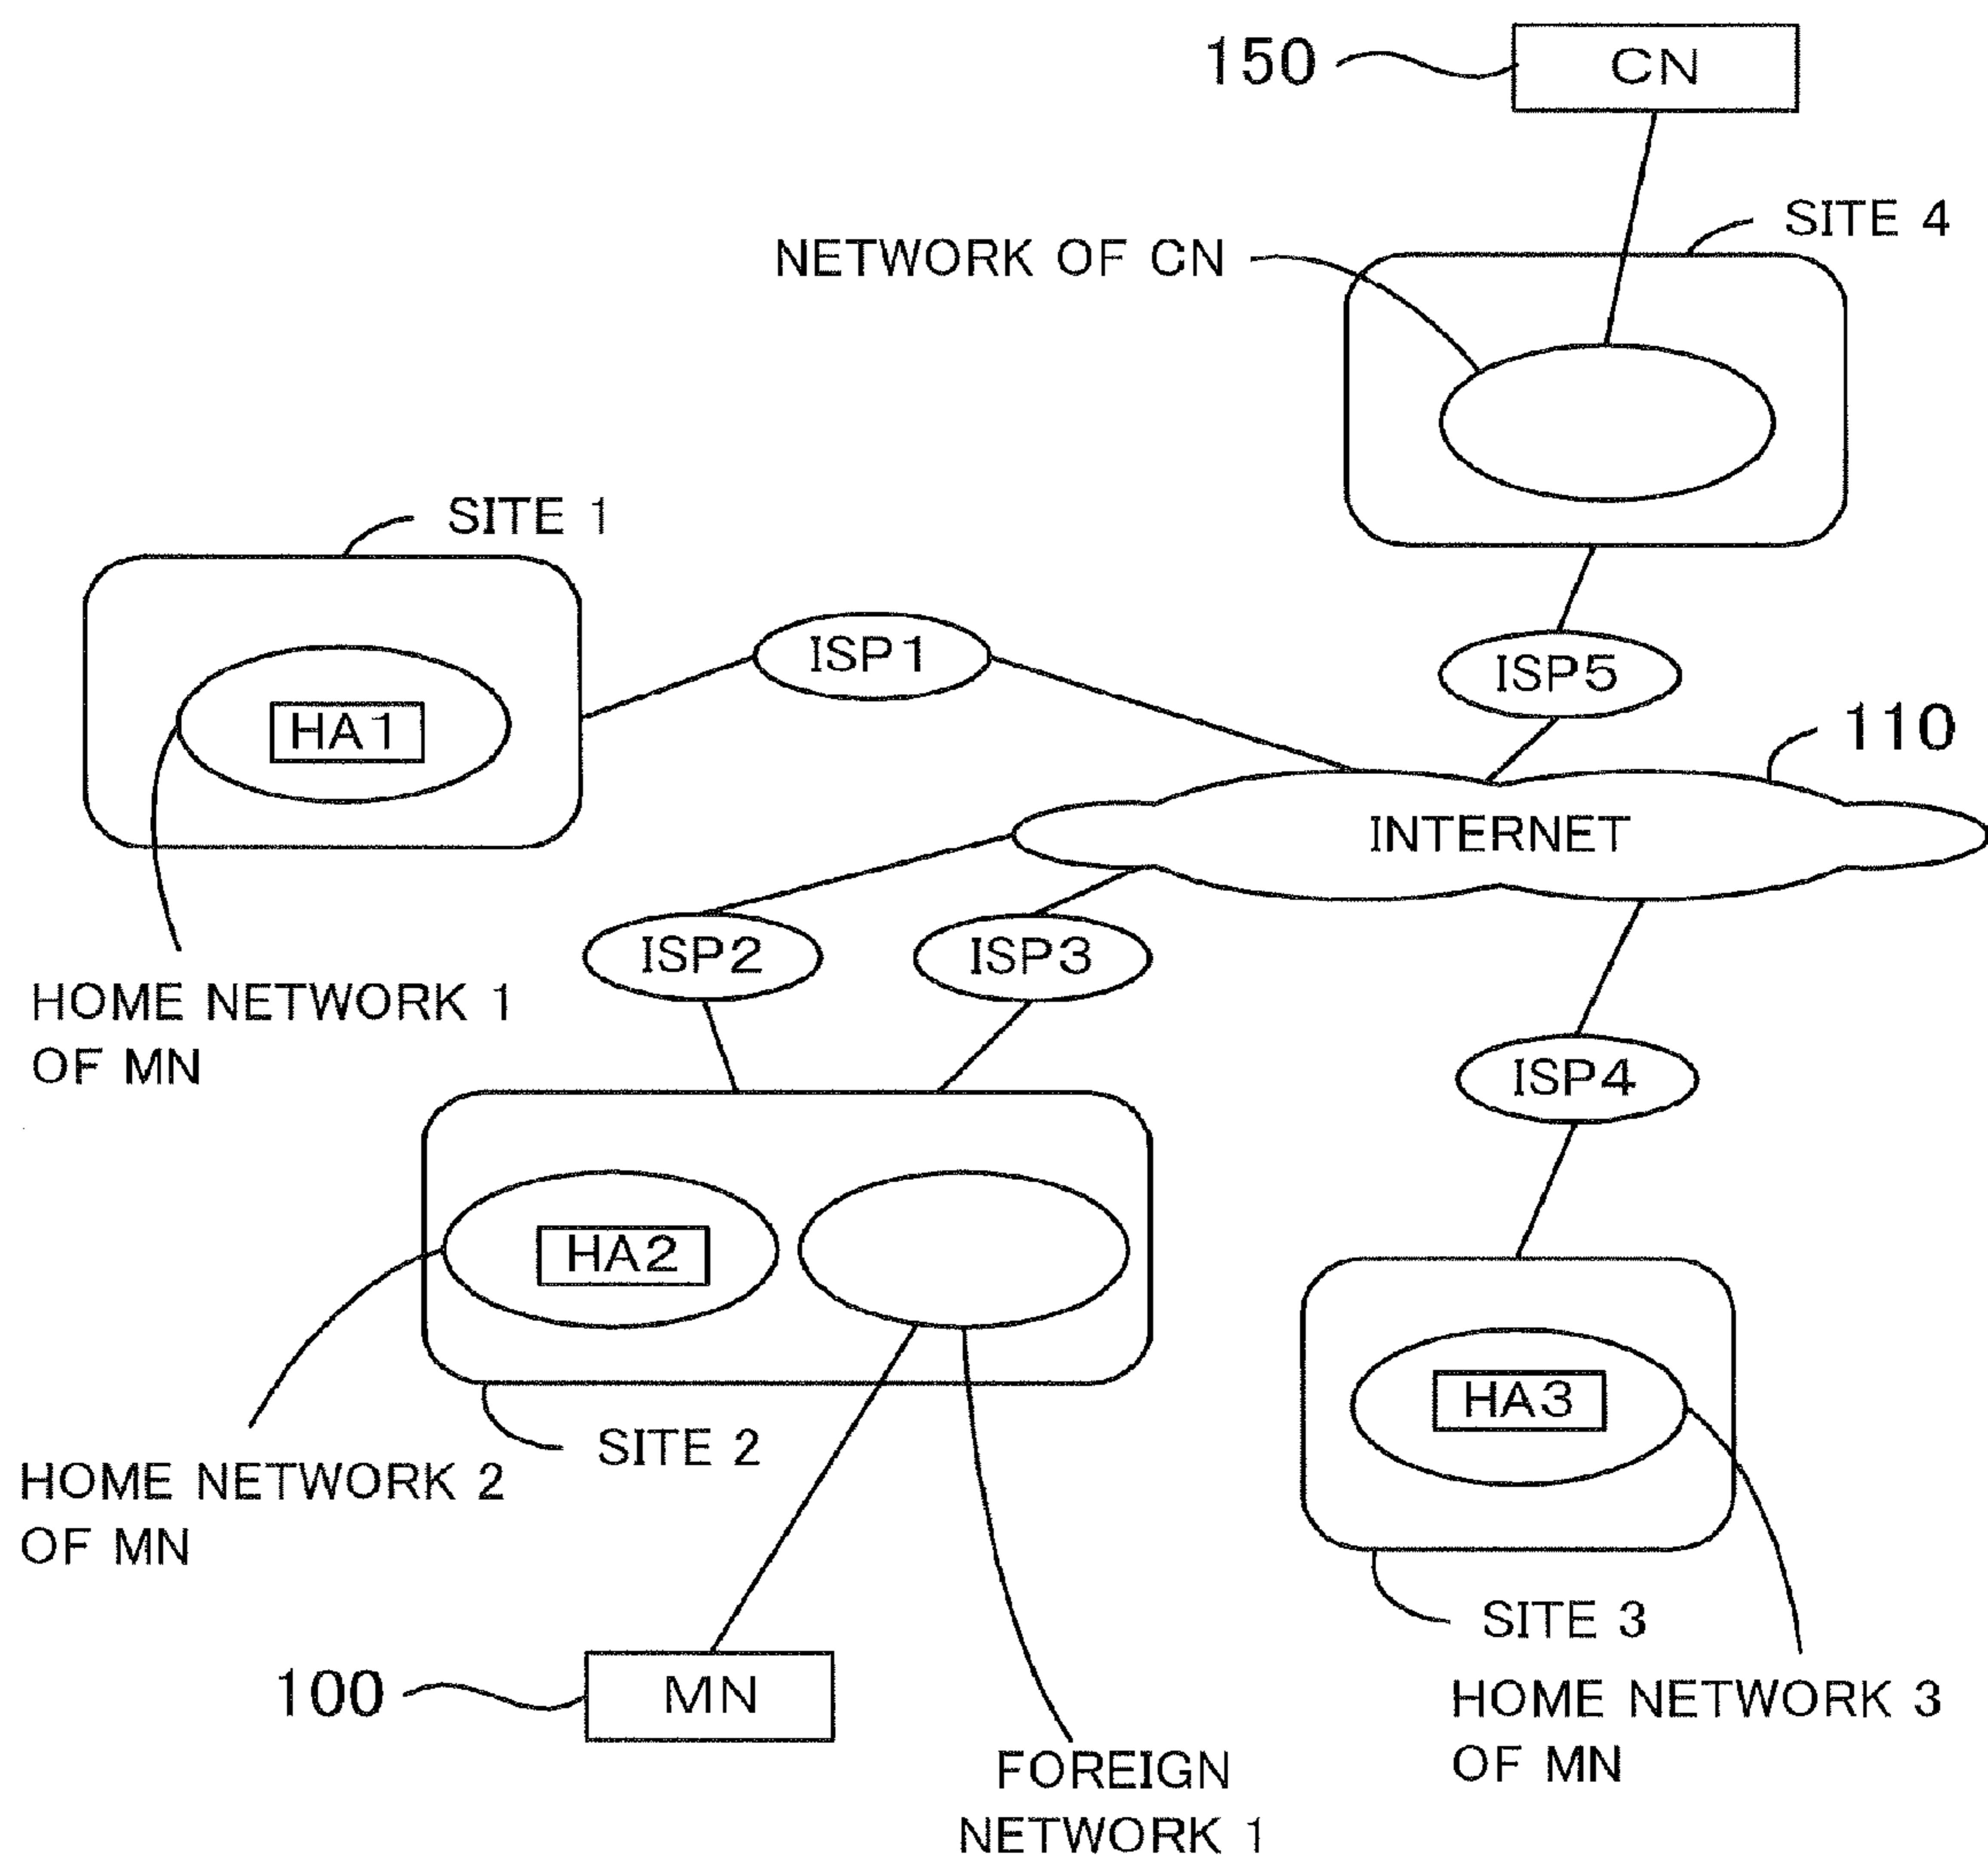 150
CN
SITE 4
NETWORK OF CN
SITE 1
ISP1
ISP5
HA1
110
INTERNET
ISP2
ISP3
HOME NETWORK 1
OF MN
ISP4
HA2
HA3
SITE 2
HOME NETWORK 2
OF MN
SITE 3
100
MN
HOME NETWORK 3
OF MN
FOREIGN
NETWORK 1